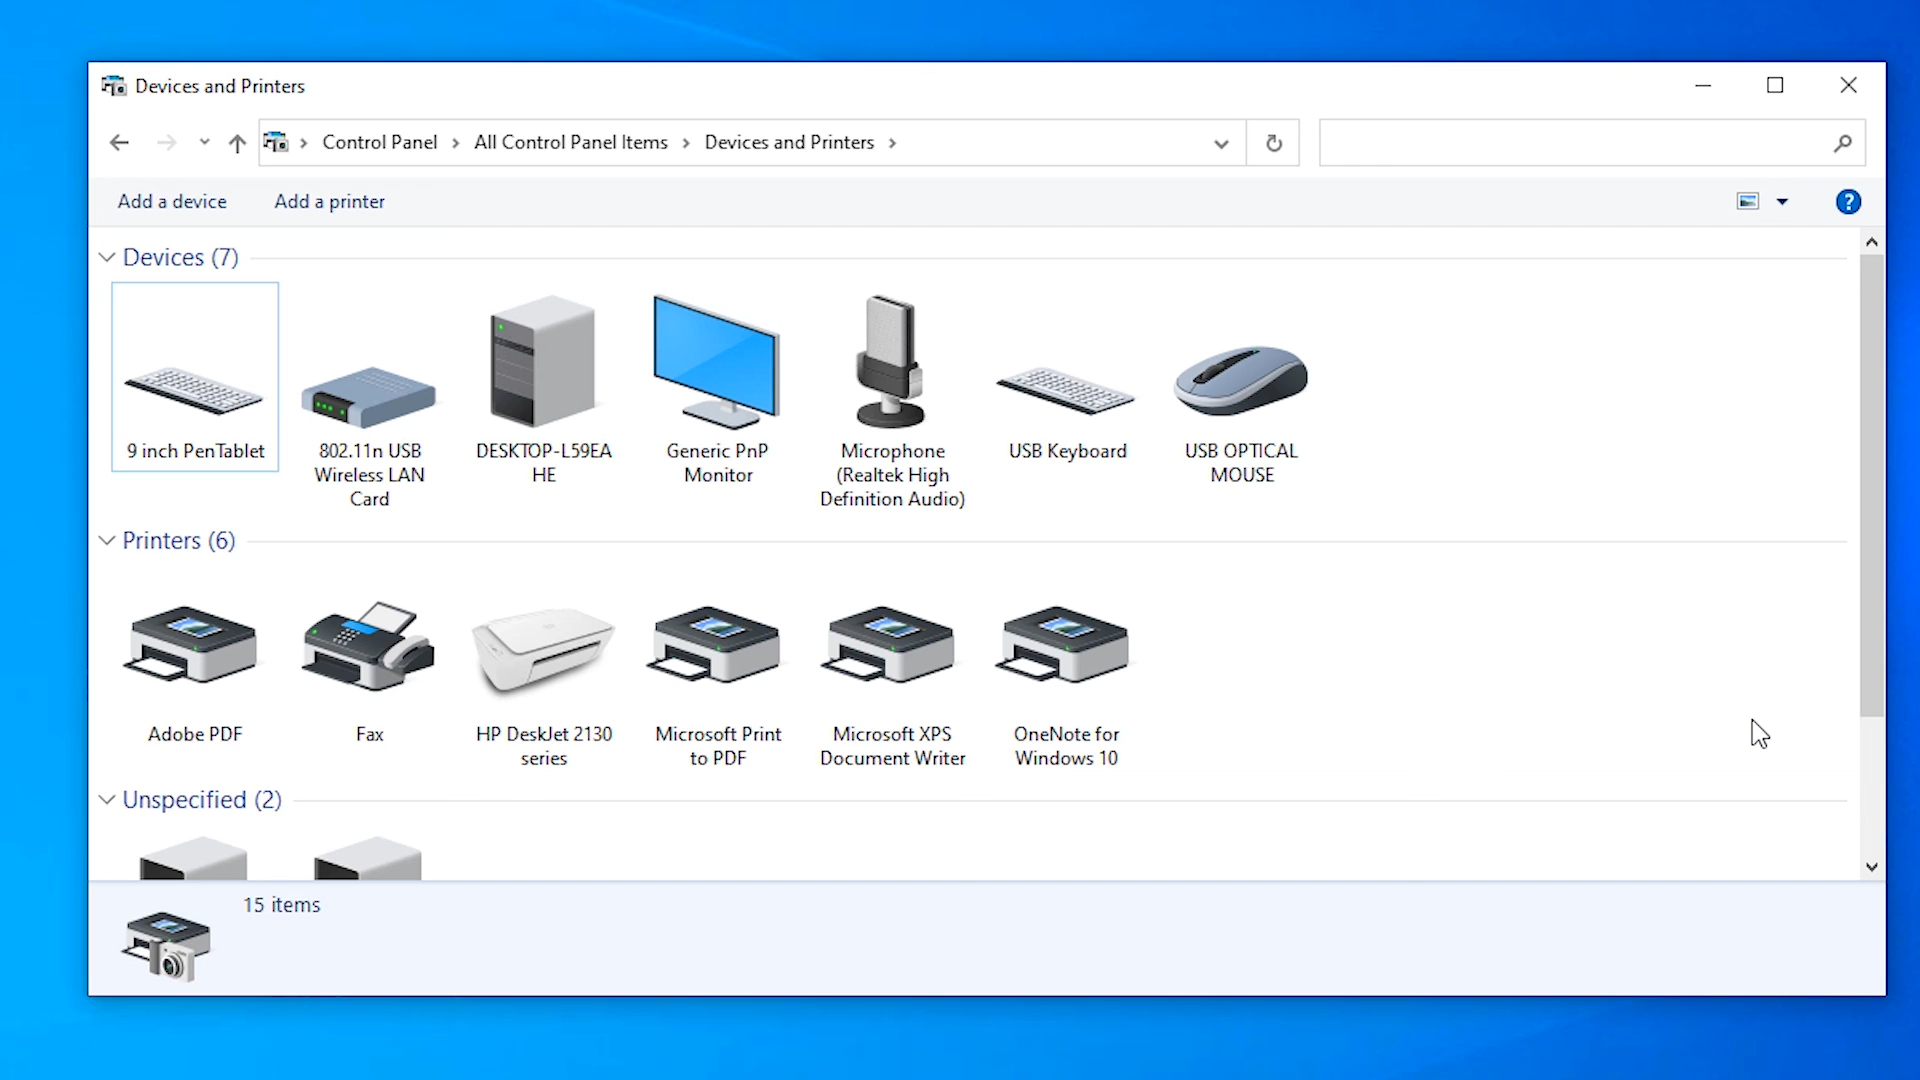 Devices and Printers
Control Panel > All Control Panel Items > Devices and Printers >
Add a device Add a printer
?
Devices (7)
9 inch PenTablet
802.11n USB
Wireless LAN
Card
DESKTOP-L59EA
HE
Generic PnP
Monitor
Microphone
(Realtek High
Definition Audio)
USB Keyboard
USB OPTICAL
MOUSE
Printers (6)
Adobe PDF
Fax
HP DeskJet 2130
series
Microsoft Print
to PDF
Microsoft XPS
Document Writer
OneNote for
Windows 10
Unspecified (2)
15 items